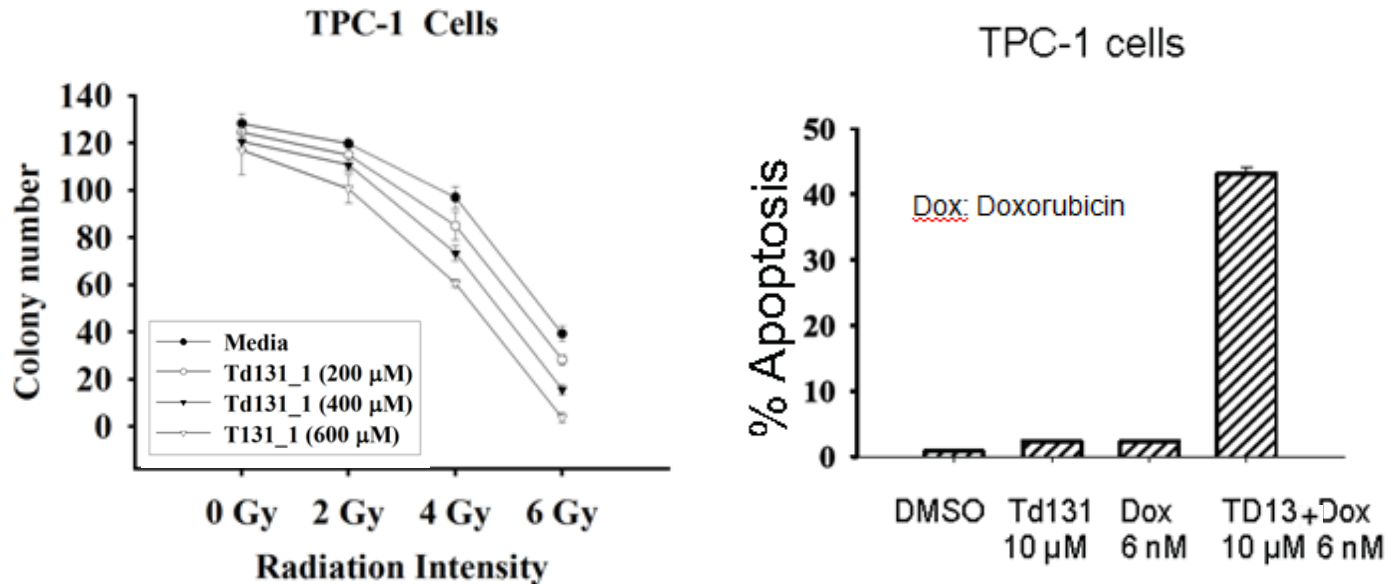 TPC-1 Cells
140
120
100
80
60
40
20
0
Colony number
Media
Td131_1 (200 µM)
Td131_1 (400 µM)
T131_1 (600 µM)
0 Gy 2 Gy 4 Gy 6 Gy
Radiation Intensity
TPC-1 cells
50
40
30
20
10
0
% Apoptosis
Dox: Doxorubicin
DMSO Td131 Dox TD13+Dox
10 µM 6 nM 10 µM 6 nM